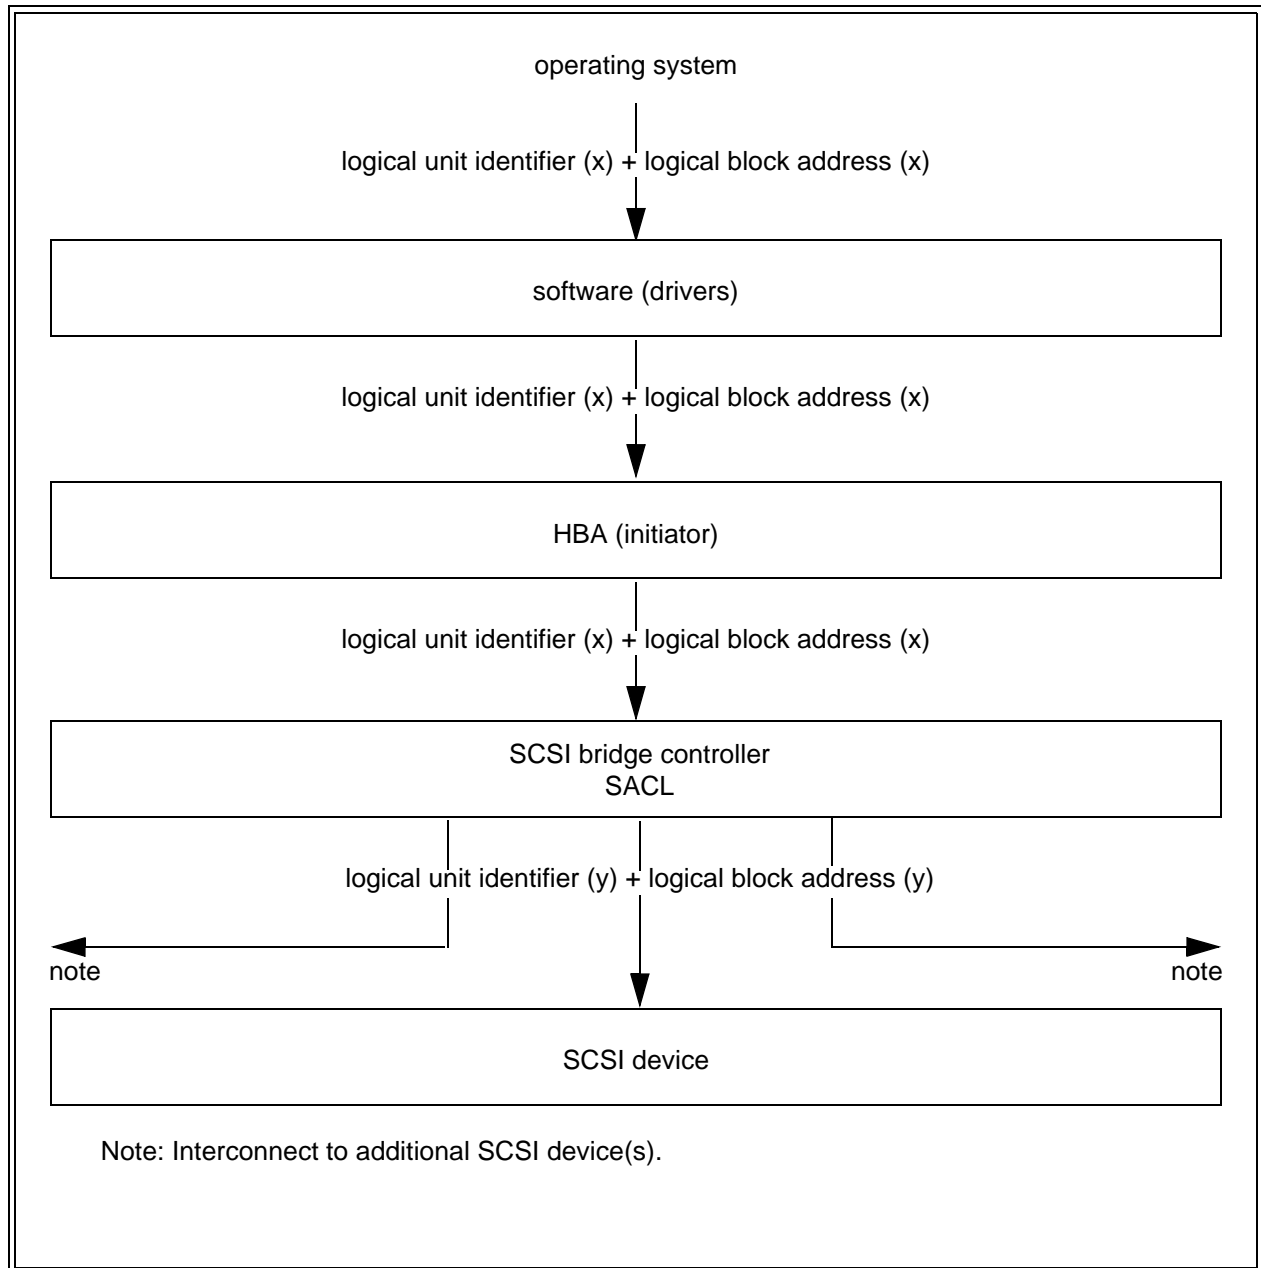 operating system
logical unit identifier (x) + logical block address (x)
software (drivers)
logical unit identifier (x) + logical block address (x)
HBA (initiator)
logical unit identifier (x) + logical block address (x)
SCSI bridge controller
SACL
logical unit identifier (y) + logical block address (y)
note
note
SCSI device
Note: Interconnect to additional SCSI device(s).